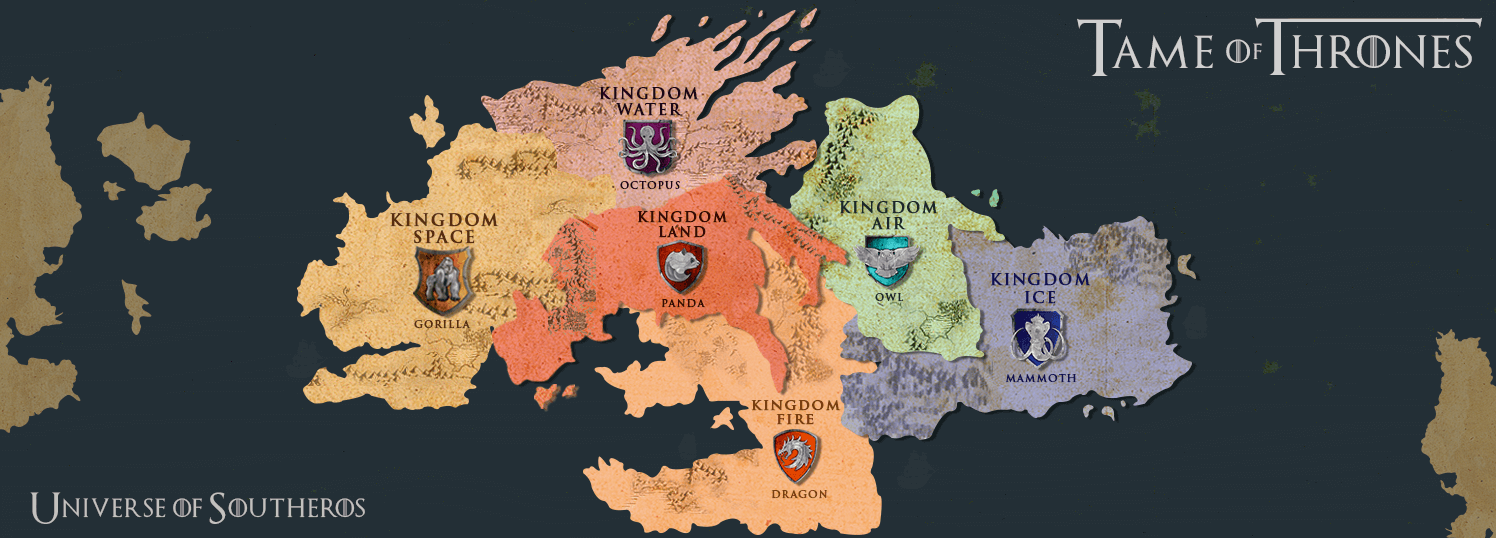 TAME OF THRONES
KINGDOM
WATER
OCTOPUS
KINGDOM
SPACE
GORILLA
KINGDOM
LAND
PANDA
KINGDOM
AIR
OWL
KINGDOM
ICE
MAMMOTH
KINGDOM
FIRE
DRAGON
UNIVERSE OF SOUTHEROS